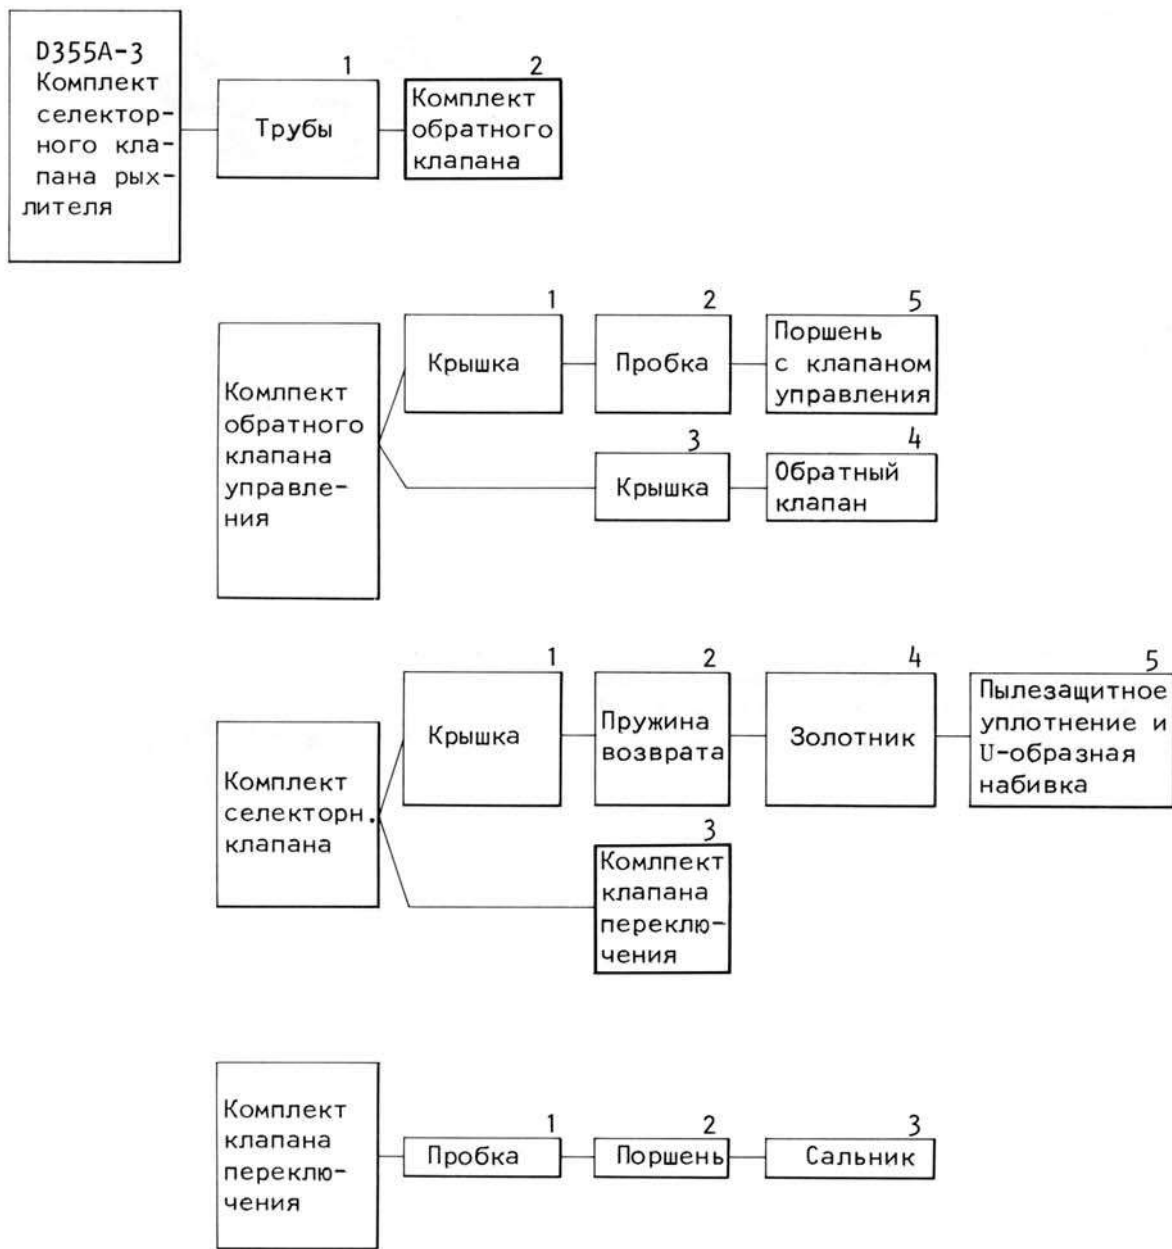 D355A-3
Комплект
селектор-
ного кла-
пана рых-
лителя
1
Трубы
2
Комплект
обратного
клапана
Комлпект
обратного
клапана
управле-
ния
1
Крышка
2
Пробка
5
Поршень
с клапаном
управления
3
Крышка
4
Обратный
клапан
Комплект
селекторн.
клапана
1
Крышка
2
Пружина
возврата
4
Золотник
5
Пылезащитное
уплотнение и
U-образная
набивка
3
Комлпект
клапана
переклю-
чения
Комплект
клапана
переклю-
чения
1
Пробка
2
Поршень
3
Сальник